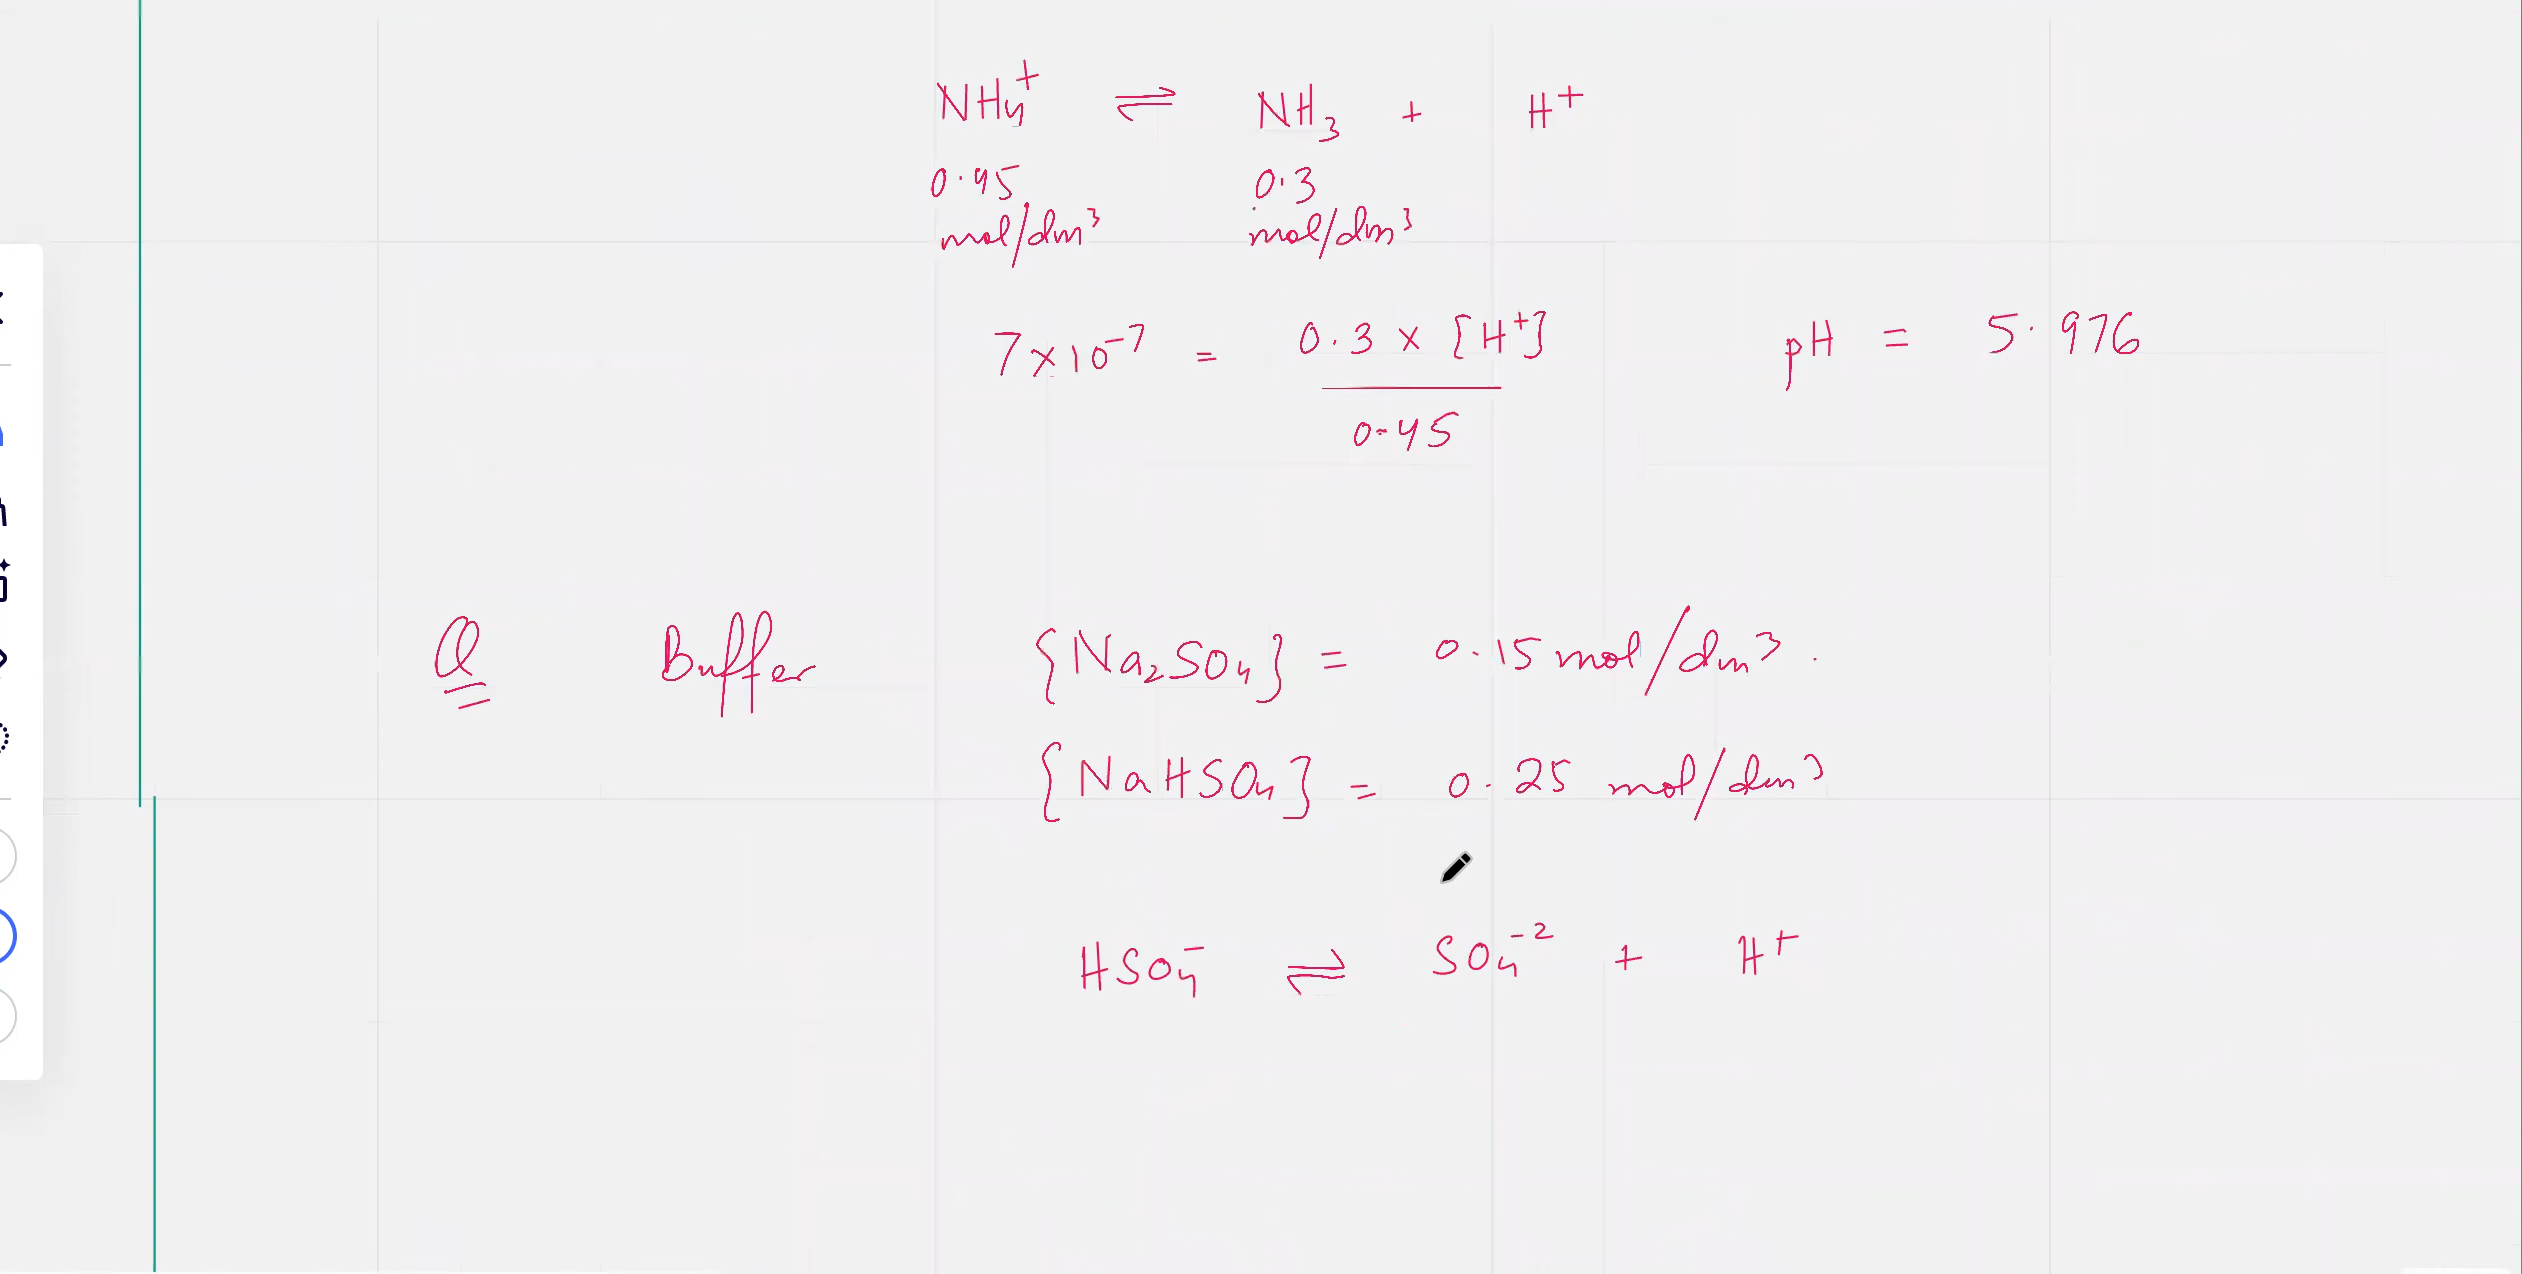 NH₄⁺ ⇌ NH₃ + H⁺
0.45 0.3
mol/dm³ mol/dm³
7×10⁻⁷ = 0.3 × [H⁺] pH = 5.976
0.45
Q Buffer {Na₂SO₄} = 0.15 mol/dm³.
{NaHSO₄] = 0.25 mol/dm³
HSO₄⁻ ⇌ SO₄⁻² + H⁺